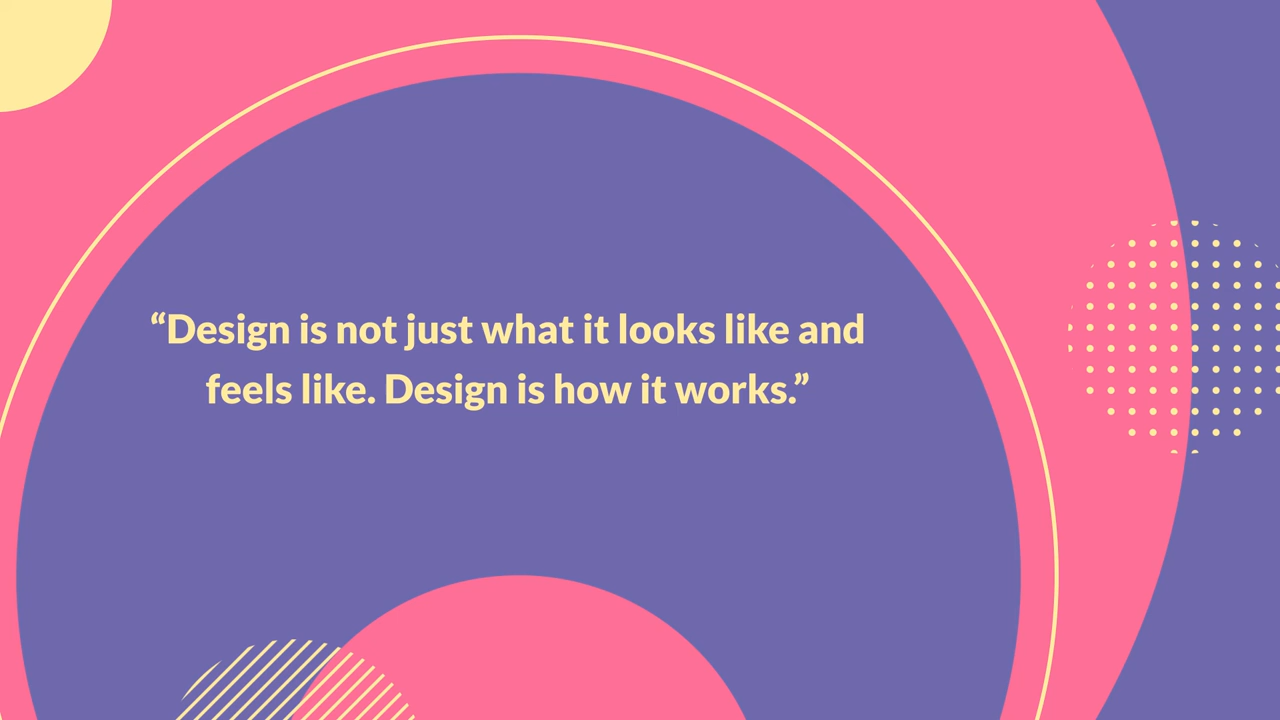 “Design is not just what it looks like and
feels like. Design is how it works.”